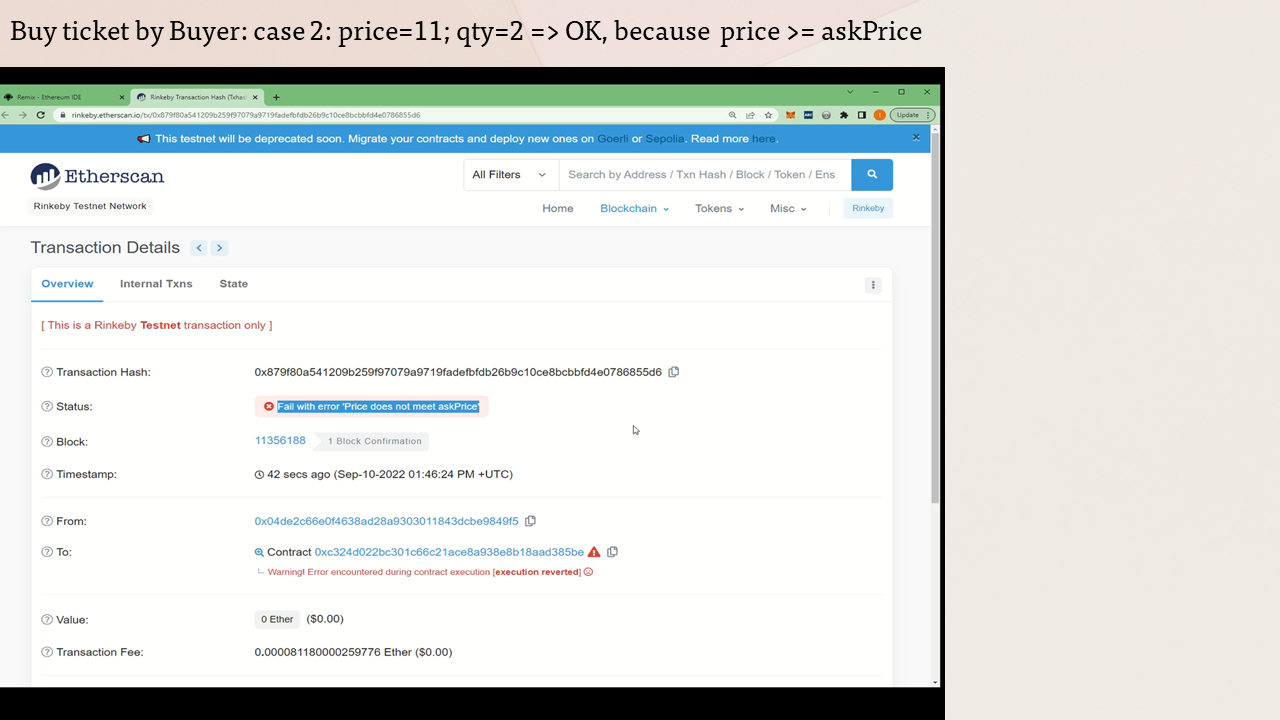 Buy ticket by Buyer: case 2: price=11; qty=2 => OK, because price >= askPrice
Remix - Ethereum IDE
Rinkeby Transaction Hash (Txhas
rinkeby.etherscan.io/tx/0x879f80a541209b259f97079a9719fadefbfdb26b9c10ce8bcbbfd4e0786855d6
Update
This testnet will be deprecated soon. Migrate your contracts and deploy new ones on Goerli or Sepolia. Read more here.
Etherscan
All Filters
Search by Address / Txn Hash / Block / Token / Ens
Rinkeby Testnet Network
Home
Blockchain
Tokens
Misc
Rinkeby
Transaction Details
Overview
Internal Txns
State
[ This is a Rinkeby Testnet transaction only ]
Transaction Hash:
0x879f80a541209b259f97079a9719fadefbfdb26b9c10ce8bcbbfd4e0786855d6
Status:
Fail with error 'Price does not meet askPrice'
Block:
11356188
1 Block Confirmation
Timestamp:
42 secs ago (Sep-10-2022 01:46:24 PM +UTC)
From:
0x04de2c66e0f4638ad28a9303011843dcbe9849f5
To:
Contract 0xc324d022bc301c66c21ace8a938e8b18aad385be
Warning! Error encountered during contract execution [execution reverted]
Value:
0 Ether ($0.00)
Transaction Fee:
0.000081180000259776 Ether ($0.00)